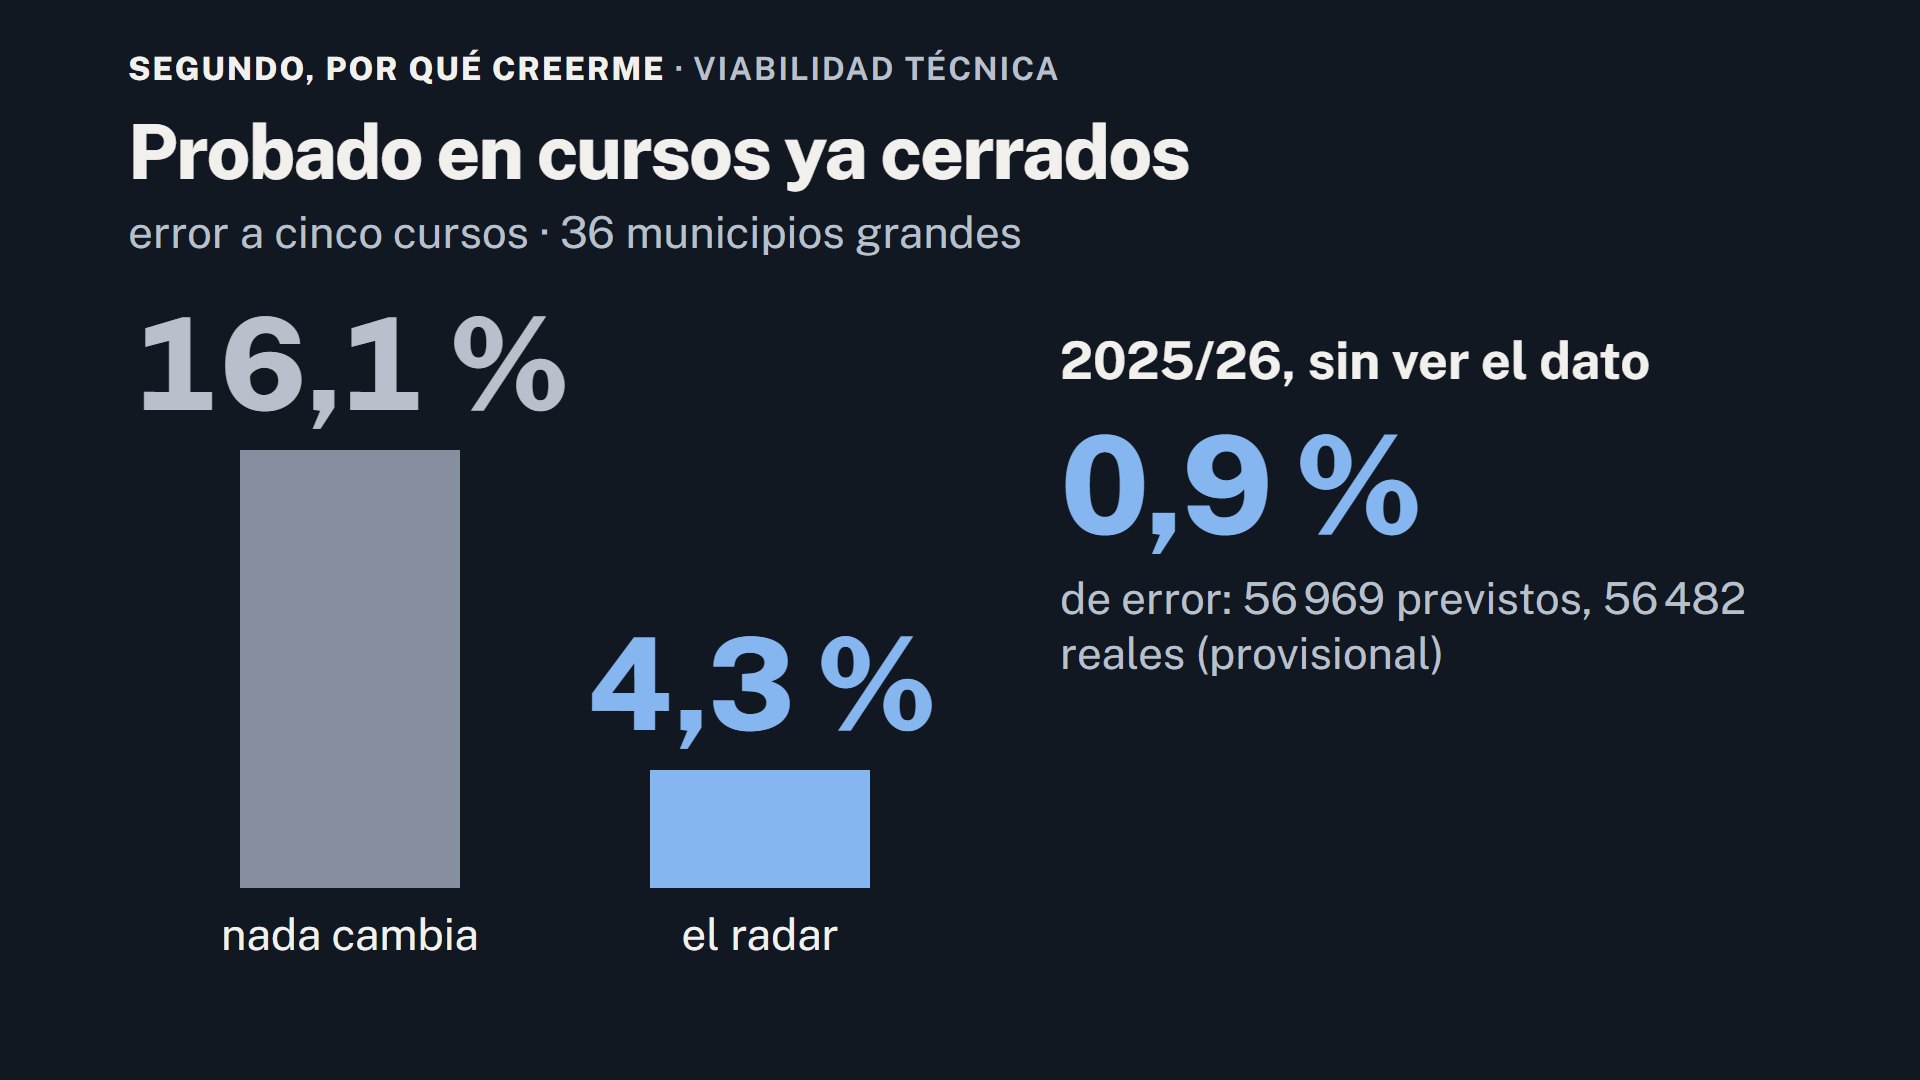 SEGUNDO, POR QUÉ CREERME · VIABILIDAD TÉCNICA
Probado en cursos ya cerrados
error a cinco cursos · 36 municipios grandes
16,1 %
nada cambia
4,3 %
el radar
2025/26, sin ver el dato
0,9 %
de error: 56 969 previstos, 56 482
reales (provisional)